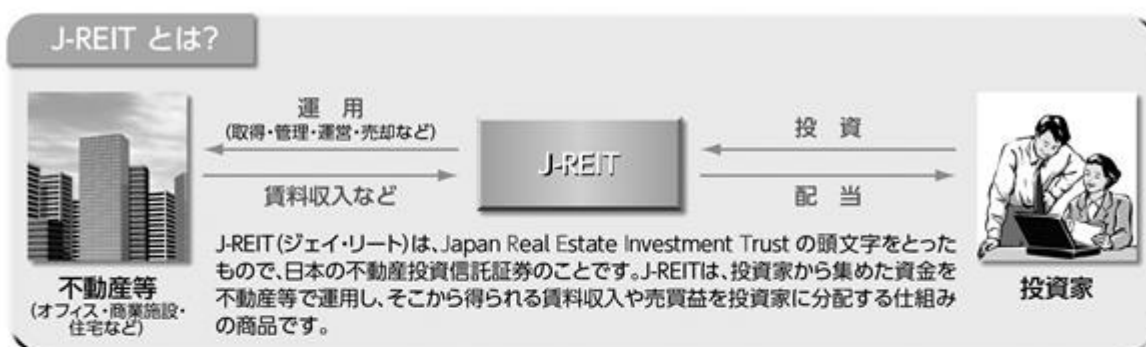 J-REIT とは?
運 用
(取得・管理・運営・売却など)
賃料収入など
J-REIT
投 資
配 当
不動産等
(オフィス・商業施設・
住宅など)
J-REIT(ジェイ・リート)は、Japan Real Estate Investment Trust の頭文字をとった
もので、日本の不動産投資信託証券のことです。J-REITは、投資家から集めた資金を
不動産等で運用し、そこから得られる賃料収入や売買益を投資家に分配する仕組み
の商品です。
投資家